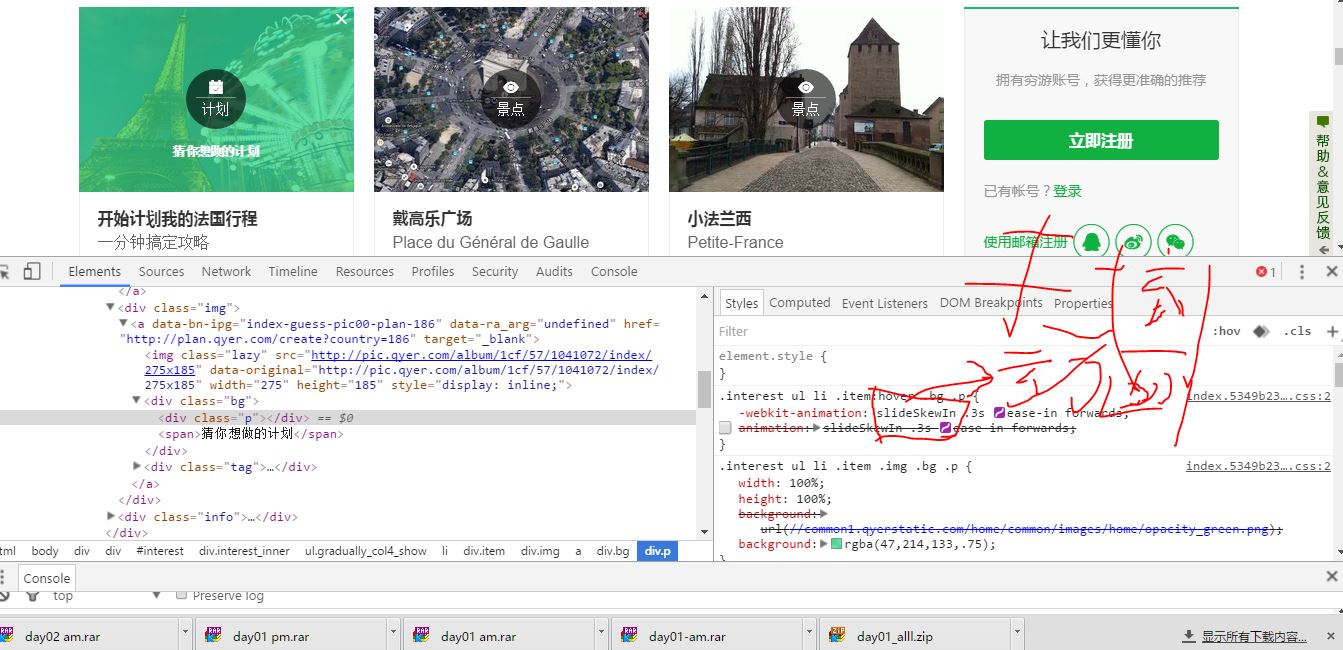 计划
猜你想做的计划
开始计划我的法国行程
一分钟搞定攻略
景点
戴高乐广场
Place du Général de Gaulle
景点
小法兰西
Petite-France
让我们更懂你
拥有穷游账号，获得更准确的推荐
立即注册
已有帐号？登录
使用邮箱注册
帮助&意见反馈
Elements Sources Network Timeline Resources Profiles Security Audits Console
1
</a>
<div class="img">
<a data-bn-ipg="index-guess-pic00-plan-186" data-ra_arg="undefined" href=
"http://plan.qyer.com/create?country=186" target="_blank">
<img class="lazy" src="http://pic.qyer.com/album/1cf/57/1041072/index/
275x185" data-original="http://pic.qyer.com/album/1cf/57/1041072/index/
275x185" width="275" height="185" style="display: inline;">
<div class="bg">
<div class="p"></div> == $0
<span>猜你想做的计划</span>
</div>
<div class="tag">…</div>
</a>
</div>
<div class="info">…</div>
</div>
tml body div div #interest div.interest_inner ul.gradually_col4_show li div.item div.img a div.bg div.p
Styles Computed Event Listeners DOM Breakpoints Properties
Filter :hov .cls +
element.style {
}
.interest ul li .item:hover .bg .p { index.5349b23….css:2
-webkit-animation: slideSkewIn .3s ease-in forwards;
animation: slideSkewIn .3s ease-in forwards;
}
.interest ul li .item .img .bg .p { index.5349b23….css:2
width: 100%;
height: 100%;
background:
url(//common1.qyerstatic.com/home/common/images/home/opacity_green.png);
background: rgba(47,214,133,.75);
Console
top Preserve log
day02 am.rar day01 pm.rar day01 am.rar day01-am.rar day01_alll.zip 显示所有下载内容...